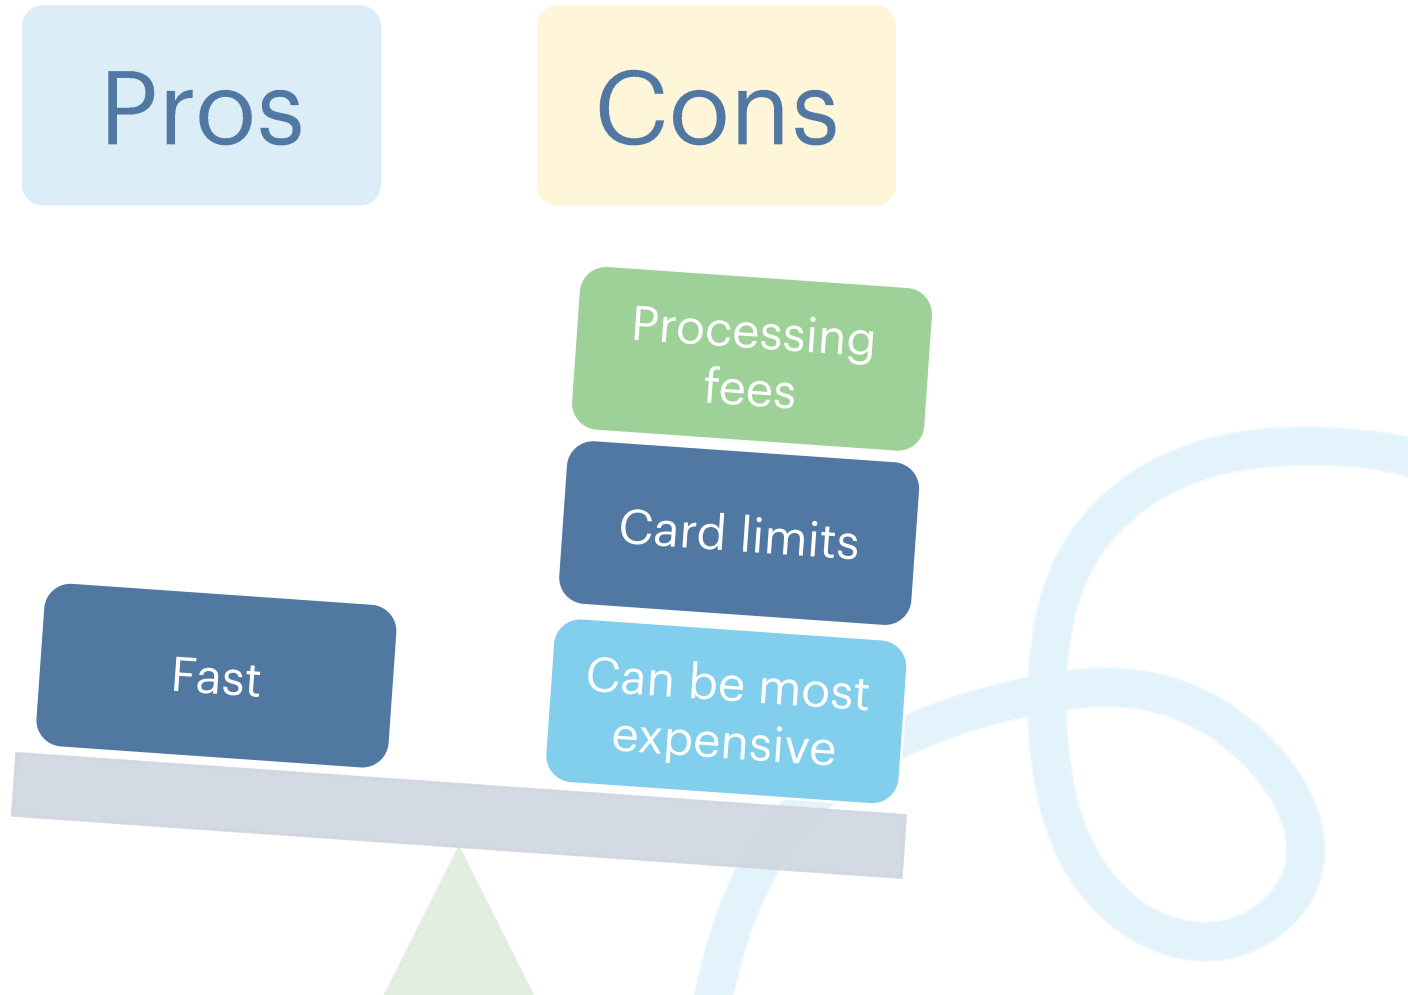 Pros
Cons
Processing
fees
Card limits
Can be most
expensive
Fast